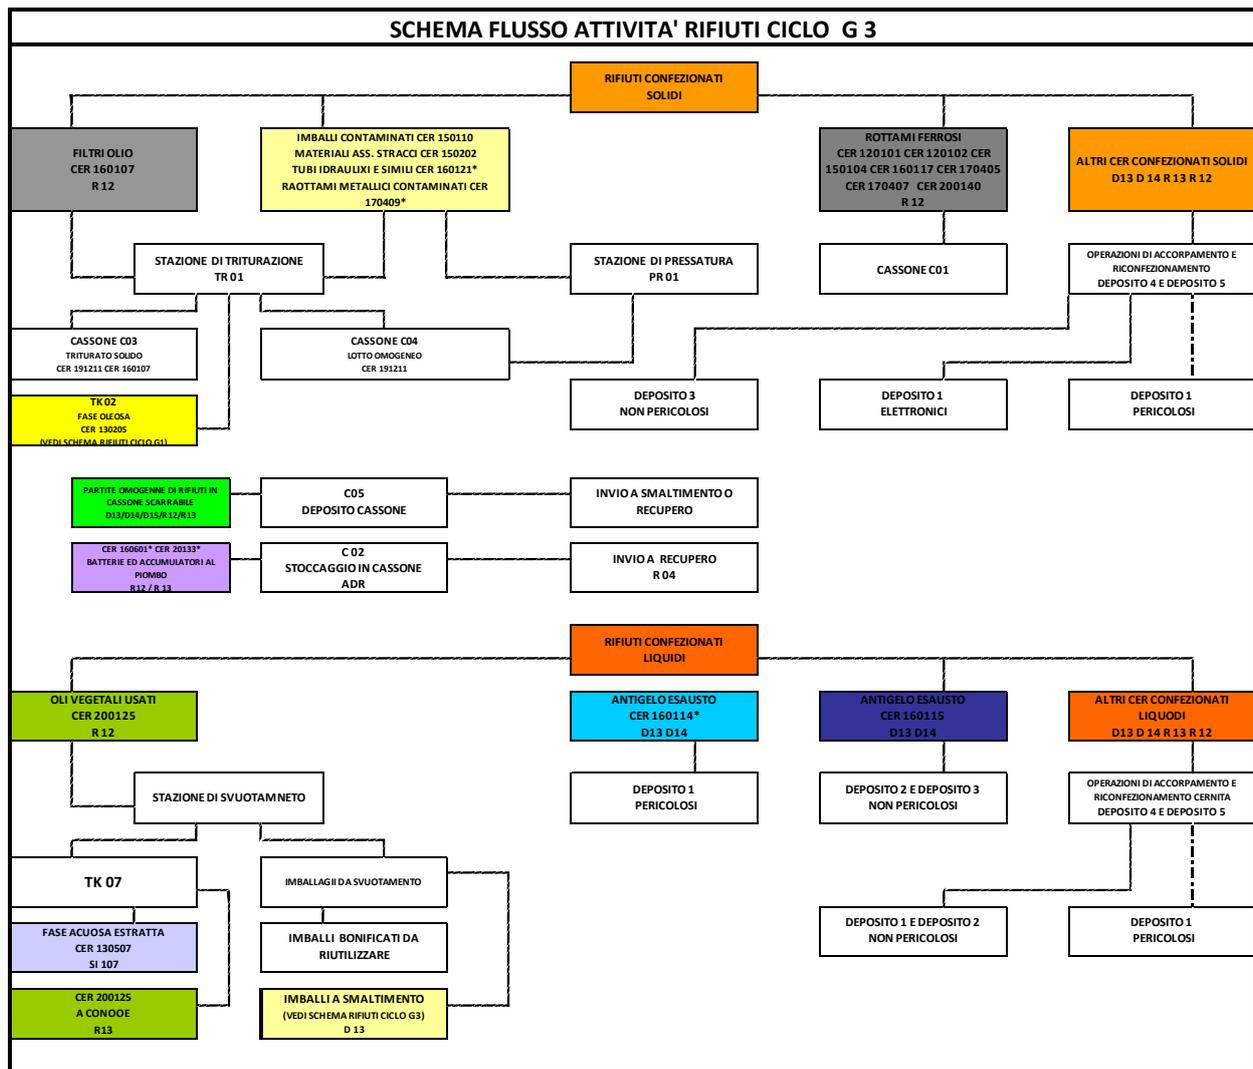 SCHEMA FLUSSO ATTIVITA' RIFIUTI CICLO G 3
RIFIUTI CONFEZIONATI
SOLIDI
FILTRI OLIO
CER 160107
R 12
IMBALLI CONTAMINATI CER 150110
MATERIALI ASS. STRACCI CER 150202
TUBI IDRAULIXI E SIMILI CER 160121*
RAOTTAMI METALLICI CONTAMINATI CER
170409*
ROTTAMI FERROSI
CER 120101 CER 120102 CER
150104 CER 160117 CER 170405
CER 170407 CER 200140
R 12
ALTRI CER CONFEZIONATI SOLIDI
D13 D 14 R 13 R 12
STAZIONE DI TRITURAZIONE
TR 01
STAZIONE DI PRESSATURA
PR 01
CASSONE C01
OPERAZIONI DI ACCORPAMENTO E
RICONFEZIONAMENTO
DEPOSITO 4 E DEPOSITO 5
CASSONE C03
TRITURATO SOLIDO
CER 191211 CER 160107
CASSONE C04
LOTTO OMOGENEO
CER 191211
DEPOSITO 3
NON PERICOLOSI
DEPOSITO 1
ELETTRONICI
DEPOSITO 1
PERICOLOSI
TK 02
FASE OLEOSA
CER 130205
(VEDI SCHEMA RIFIUTI CICLO G1)
PARTITE OMOGENNE DI RIFIUTI IN
CASSONE SCARRABILE
D13/D14/D15/R12/R13
C05
DEPOSITO CASSONE
INVIO A SMALTIMENTO O
RECUPERO
CER 160601* CER 20133*
BATTERIE ED ACCUMULATORI AL
PIOMBO
R12 / R 13
C 02
STOCCAGGIO IN CASSONE
ADR
INVIO A RECUPERO
R 04
RIFIUTI CONFEZIONATI
LIQUIDI
OLI VEGETALI USATI
CER 200125
R 12
ANTIGELO ESAUSTO
CER 160114*
D13 D14
ANTIGELO ESAUSTO
CER 160115
D13 D14
ALTRI CER CONFEZIONATI
LIQUODI
D13 D 14 R 13 R 12
STAZIONE DI SVUOTAMNETO
DEPOSITO 1
PERICOLOSI
DEPOSITO 2 E DEPOSITO 3
NON PERICOLOSI
OPERAZIONI DI ACCORPAMENTO E
RICONFEZIONAMENTO CERNITA
DEPOSITO 4 E DEPOSITO 5
TK 07
IMBALLAGII DA SVUOTAMENTO
DEPOSITO 1 E DEPOSITO 2
NON PERICOLOSI
DEPOSITO 1
PERICOLOSI
FASE ACUOSA ESTRATTA
CER 130507
SI 107
IMBALLI BONIFICATI DA
RIUTILIZZARE
CER 200125
A CONOOE
R13
IMBALLI A SMALTIMENTO
(VEDI SCHEMA RIFIUTI CICLO G3)
D 13